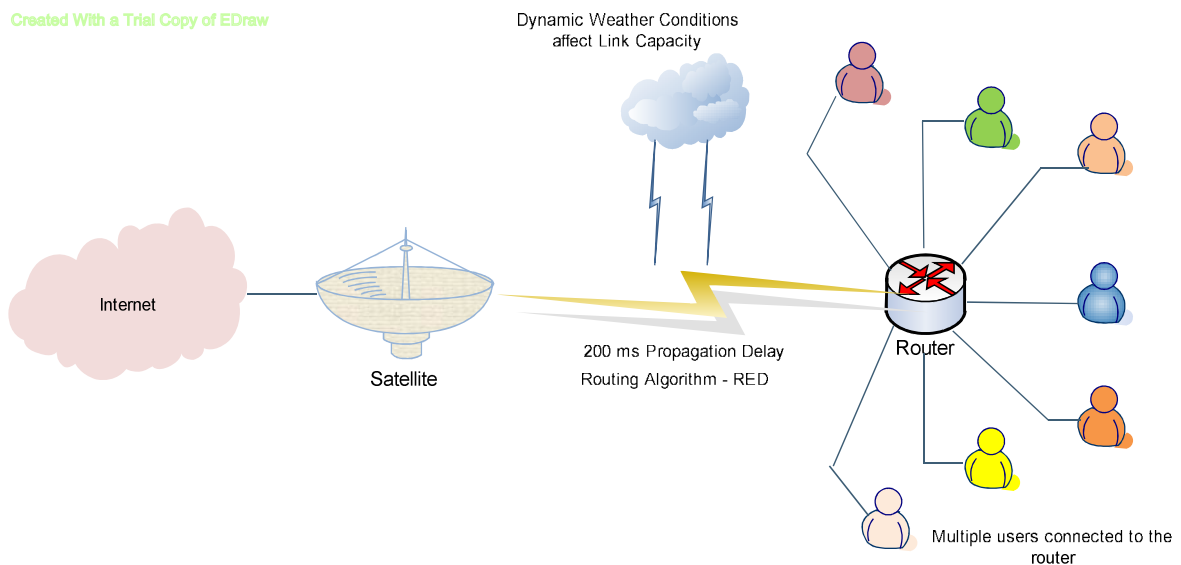 Created With a Trial Copy of EDraw
Dynamic Weather Conditions
affect Link Capacity
Internet
Satellite
200 ms Propagation Delay
Routing Algorithm - RED
Router
Multiple users connected to the
router